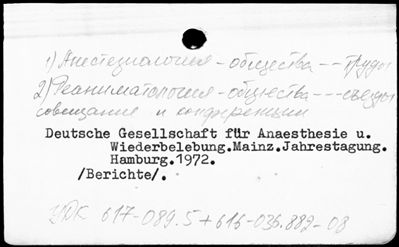 1) Анестезиология - общества -- труды
2) Реаниматология - общества --- съезды
совещания и конференции
Deutsche Gesellschaft für Anaesthesie u.
Wiederbelebung.Mainz.Jahrestagung.
Hamburg.1972.
/Berichte/.
УДК 617-089.5+616-036.882-08